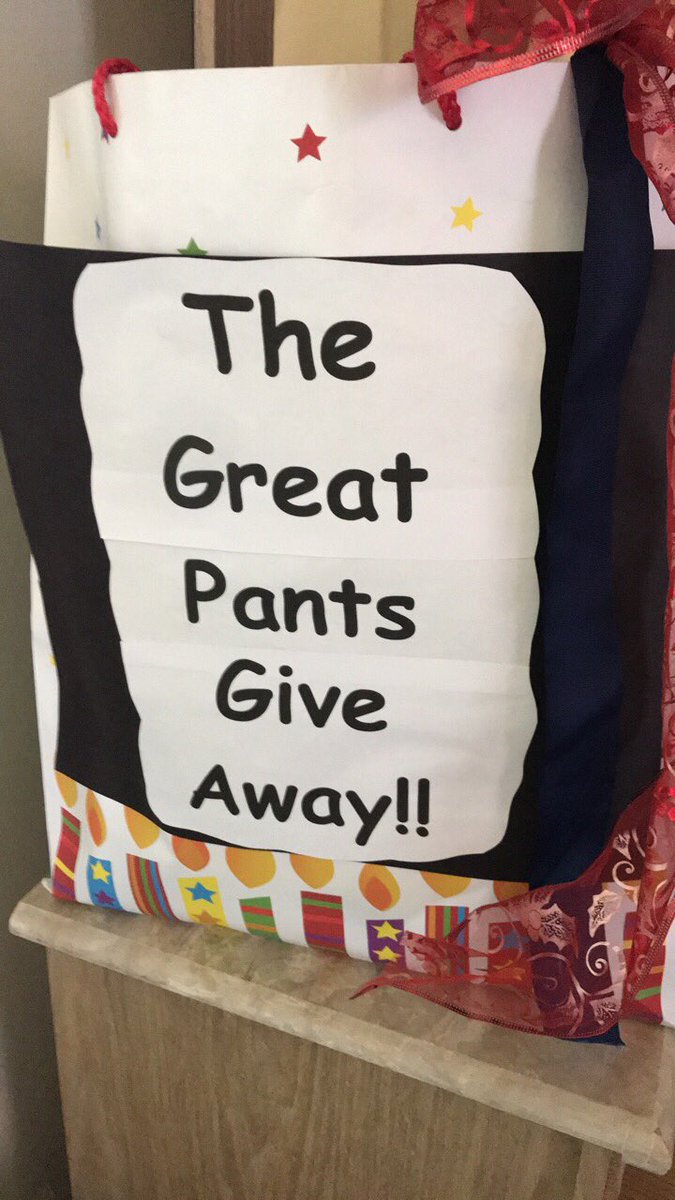 The
Great
Pants
Give
Away!!